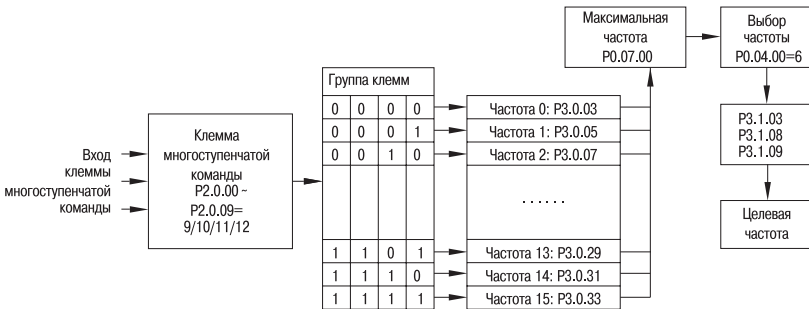 Максимальная
частота
P0.07.00
Выбор
частоты
P0.04.00=6
Группа клемм
0 0 0 0
Частота 0: P3.0.03
0 0 0 1
Частота 1: P3.0.05
0 0 1 0
Частота 2: P3.0.07
......
1 1 0 1
Частота 13: P3.0.29
1 1 1 0
Частота 14: P3.0.31
1 1 1 1
Частота 15: P3.0.33
Вход
клеммы
многоступенчатой
команды
Клемма
многоступенчатой
команды
P2.0.00 ~
P2.0.09=
9/10/11/12
P3.1.03
P3.1.08
P3.1.09
Целевая
частота